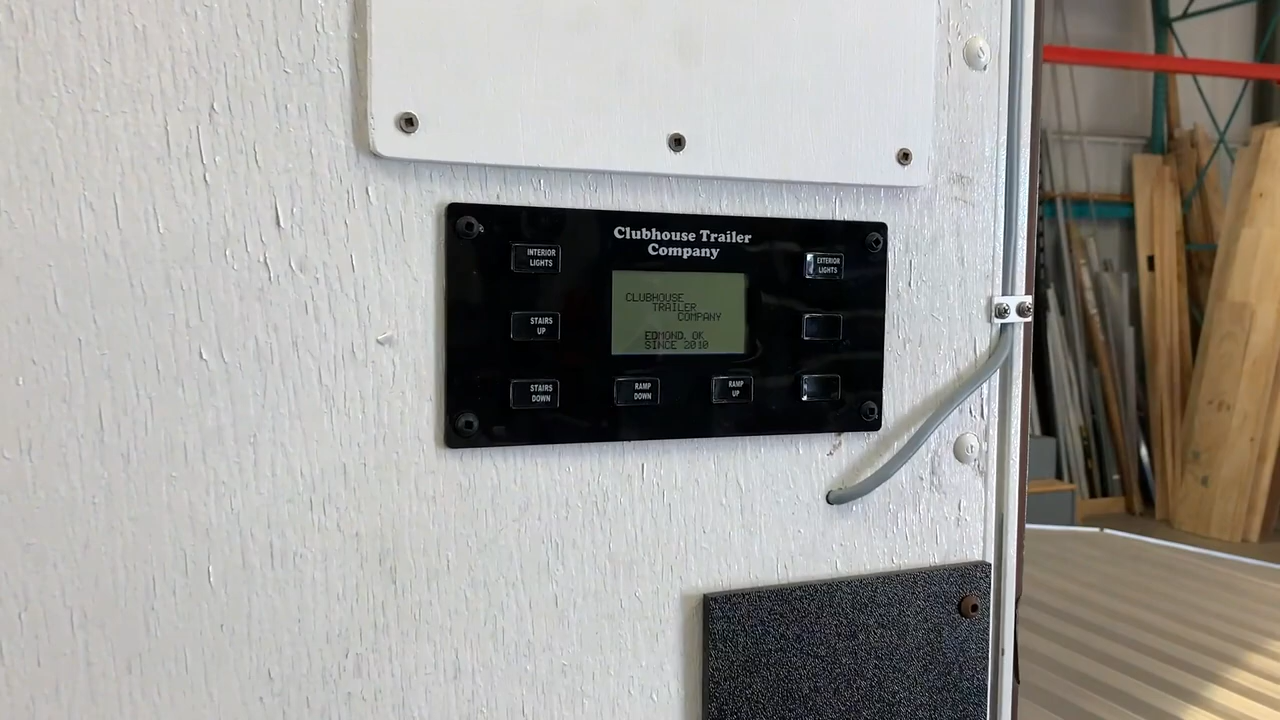 Clubhouse Trailer
Company
INTERIOR
LIGHTS
EXTERIOR
LIGHTS
CLUBHOUSE
TRAILER
COMPANY
EDMOND, OK
SINCE 2010
STAIRS
UP
STAIRS
DOWN
RAMP
DOWN
RAMP
UP